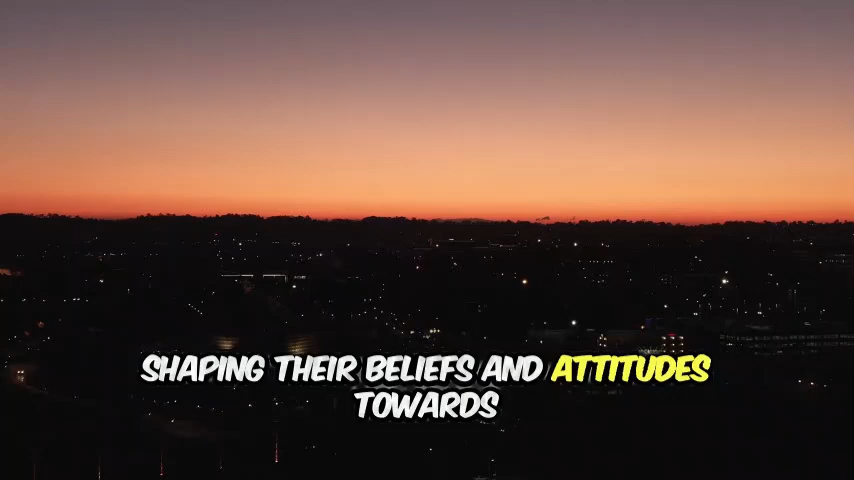 SHAPING THEIR BELIEFS AND ATTITUDES
TOWARDS